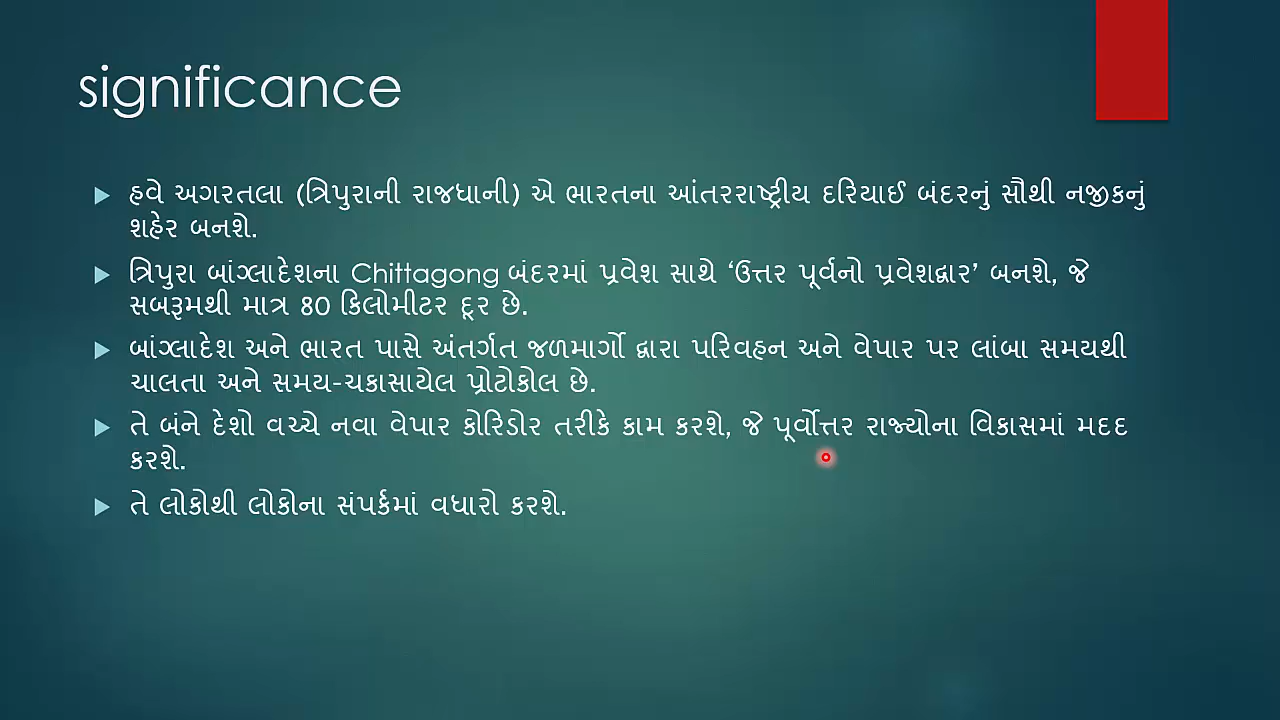 significance
હવે અગરતલા (ત્રિપુરાની રાજધાની) એ ભારતના આંતરરાષ્ટ્રીય દરિયાઈ બંદરનું સૌથી નજીકનું
શહેર બનશે.
ત્રિપુરા બાંગ્લાદેશના Chittagong બંદરમાં પ્રવેશ સાથે ‘ઉત્તર પૂર્વનો પ્રવેશદ્વાર’ બનશે, જે
સબરૂમથી માત્ર 80 કિલોમીટર દૂર છે.
બાંગ્લાદેશ અને ભારત પાસે અંતર્ગત જળમાર્ગો દ્વારા પરિવહન અને વેપાર પર લાંબા સમયથી
ચાલતા અને સમય-ચકાસાયેલ પ્રોટોકોલ છે.
તે બંને દેશો વચ્ચે નવા વેપાર કોરિડોર તરીકે કામ કરશે, જે પૂર્વોત્તર રાજ્યોના વિકાસમાં મદદ
કરશે.
તે લોકોથી લોકોના સંપર્કમાં વધારો કરશે.